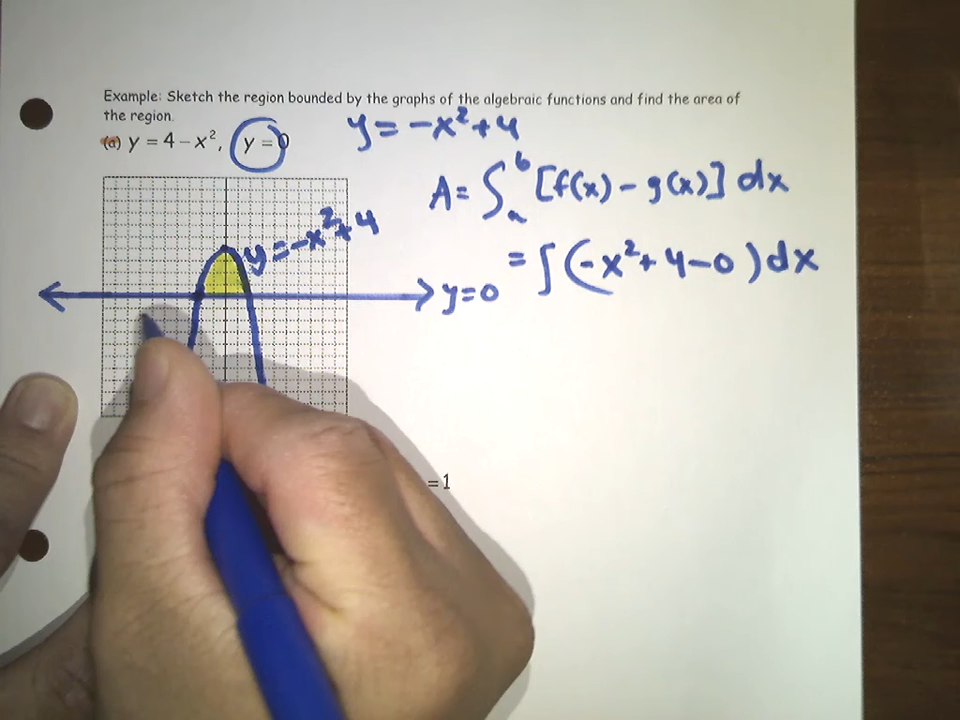 Example: Sketch the region bounded by the graphs of the algebraic functions and find the area of
the region.
(a) y = 4 − x², y = 0
y = -x² + 4
A = ∫ₐᵇ [f(x) - g(x)] dx
= ∫ (-x² + 4 - 0) dx
y = -x² + 4
y = 0
= 1